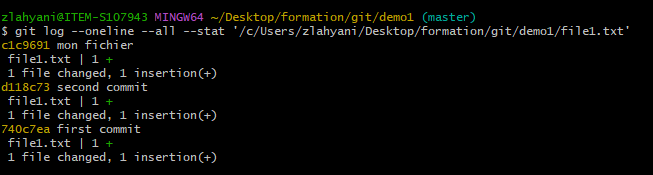 zlahyani@ITEM-S107943 MINGW64 ~/Desktop/formation/git/demo1 (master)
$ git log --oneline --all --stat '/c/Users/zlahyani/Desktop/formation/git/demo1/file1.txt'
c1c9691 mon fichier
 file1.txt | 1 +
 1 file changed, 1 insertion(+)
d118c73 second commit
 file1.txt | 1 +
 1 file changed, 1 insertion(+)
740c7ea first commit
 file1.txt | 1 +
 1 file changed, 1 insertion(+)